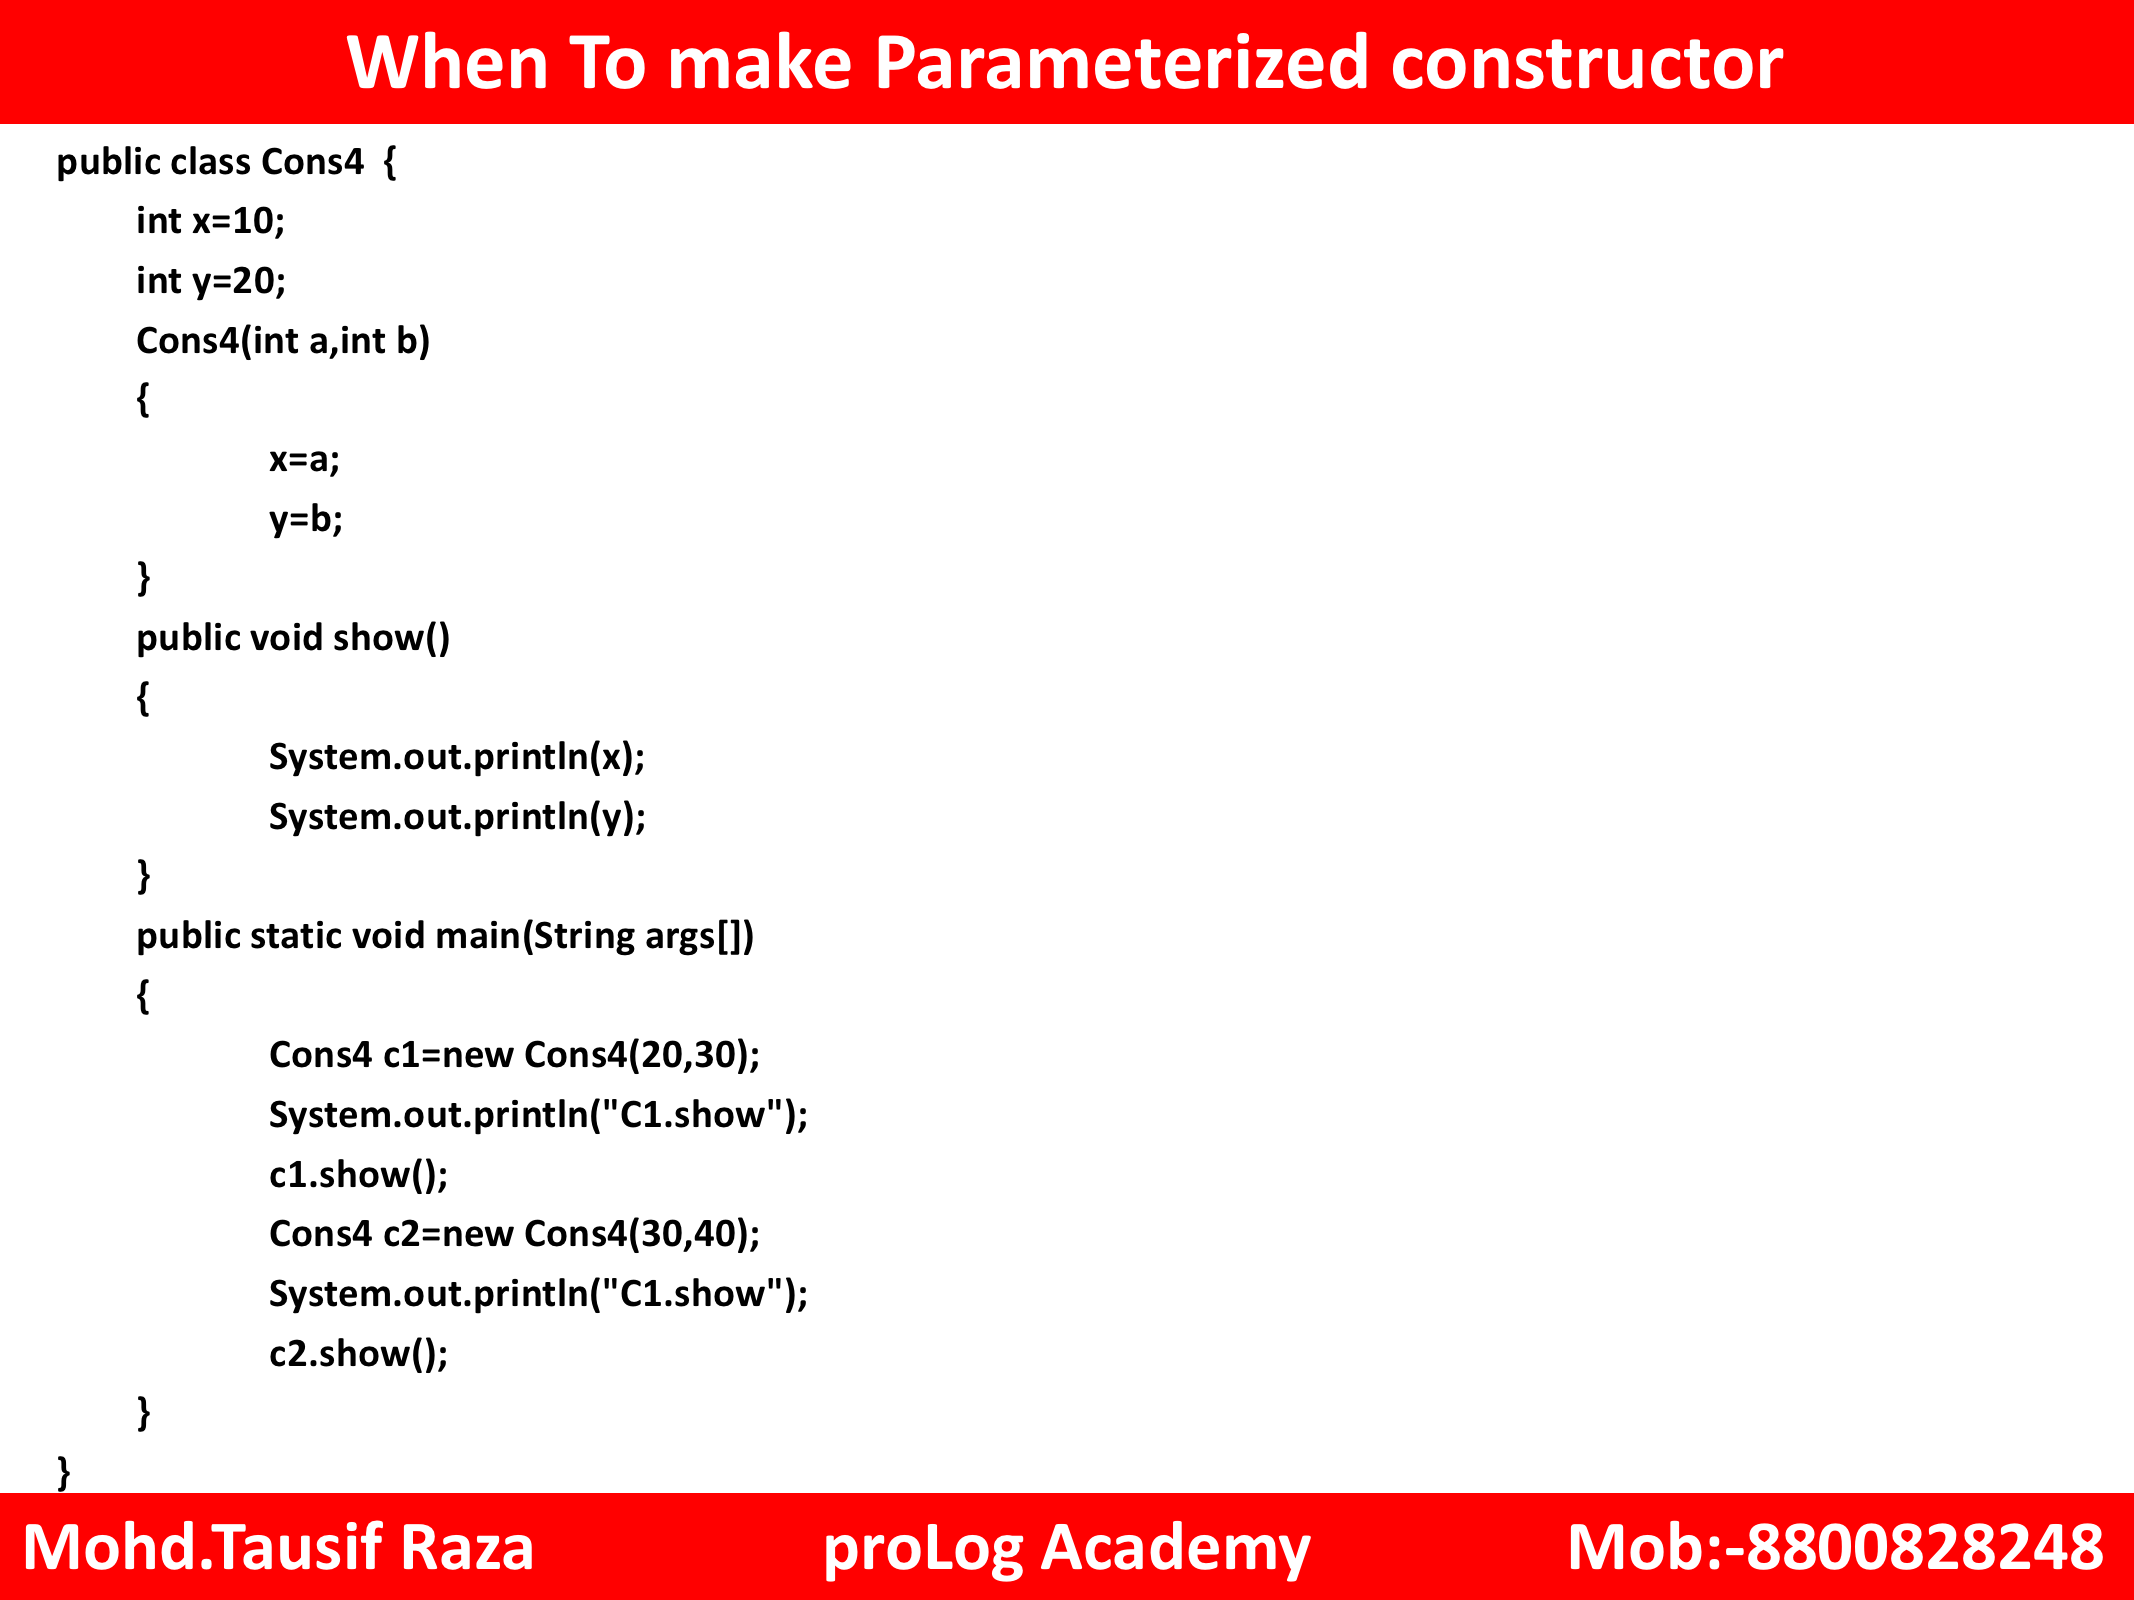 When To make Parameterized constructor
public class Cons4  {
int x=10;
int y=20;
Cons4(int a,int b)
{
x=a;
y=b;
}
public void show()
{
System.out.println(x);
System.out.println(y);
}
public static void main(String args[])
{
Cons4 c1=new Cons4(20,30);
System.out.println("C1.show");
c1.show();
Cons4 c2=new Cons4(30,40);
System.out.println("C1.show");
c2.show();
}
}
Mohd.Tausif Raza proLog Academy Mob:-8800828248